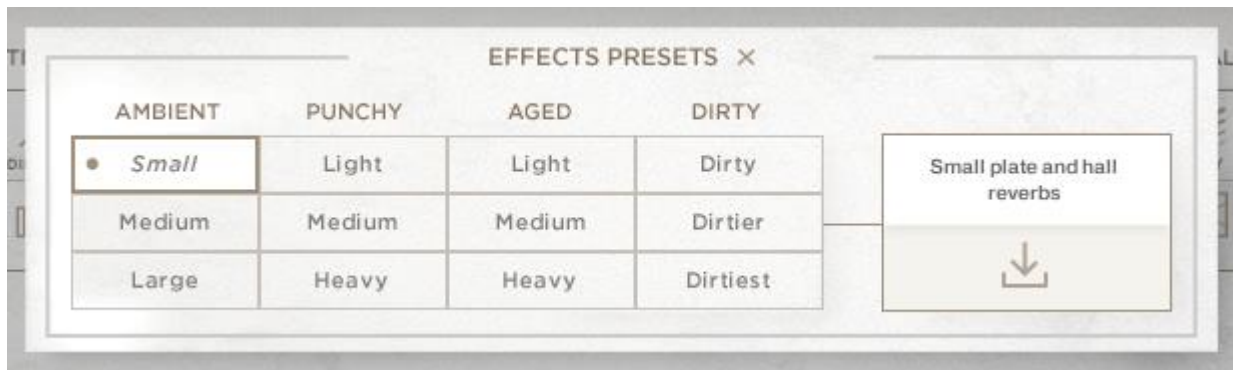 EFFECTS PRESETS ×
AMBIENT PUNCHY AGED DIRTY
Small Light Light Dirty
Medium Medium Medium Dirtier
Large Heavy Heavy Dirtiest
Small plate and hall
reverbs